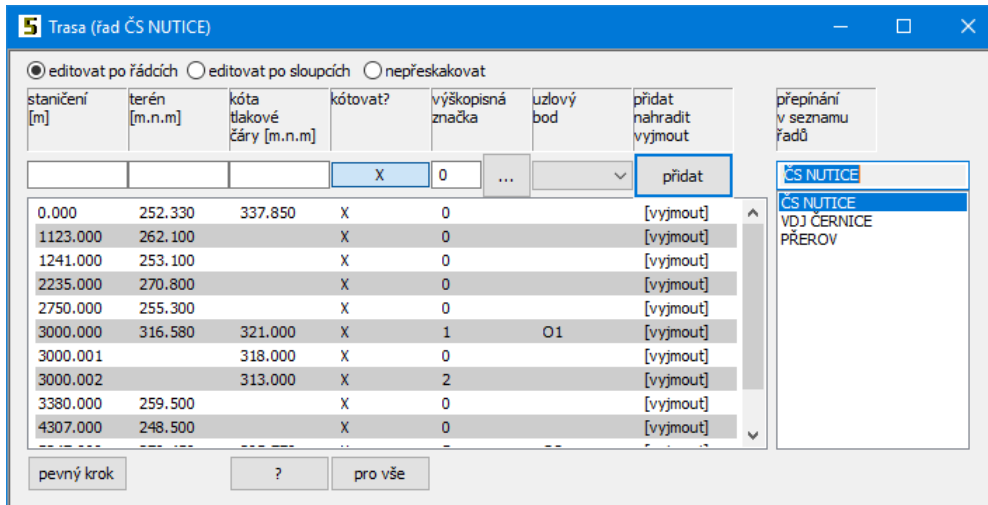 Trasa (řad ČS NUTICE)
editovat po řádcích editovat po sloupcích nepřeskakovat
staničení [m] terén [m.n.m] kóta tlakové čáry [m.n.m] kótovat? výškopisná značka uzlový bod přidat nahradit vyjmout přepínání v seznamu řadů
X 0 ... přidat ČS NUTICE
0.000 252.330 337.850 X 0 [vyjmout]
1123.000 262.100 X 0 [vyjmout]
1241.000 253.100 X 0 [vyjmout]
2235.000 270.800 X 0 [vyjmout]
2750.000 255.300 X 0 [vyjmout]
3000.000 316.580 321.000 X 1 O1 [vyjmout]
3000.001 318.000 X 0 [vyjmout]
3000.002 313.000 X 2 [vyjmout]
3380.000 259.500 X 0 [vyjmout]
4307.000 248.500 X 0 [vyjmout]
ČS NUTICE
VDJ ČERNICE
PŘEROV
pevný krok ? pro vše